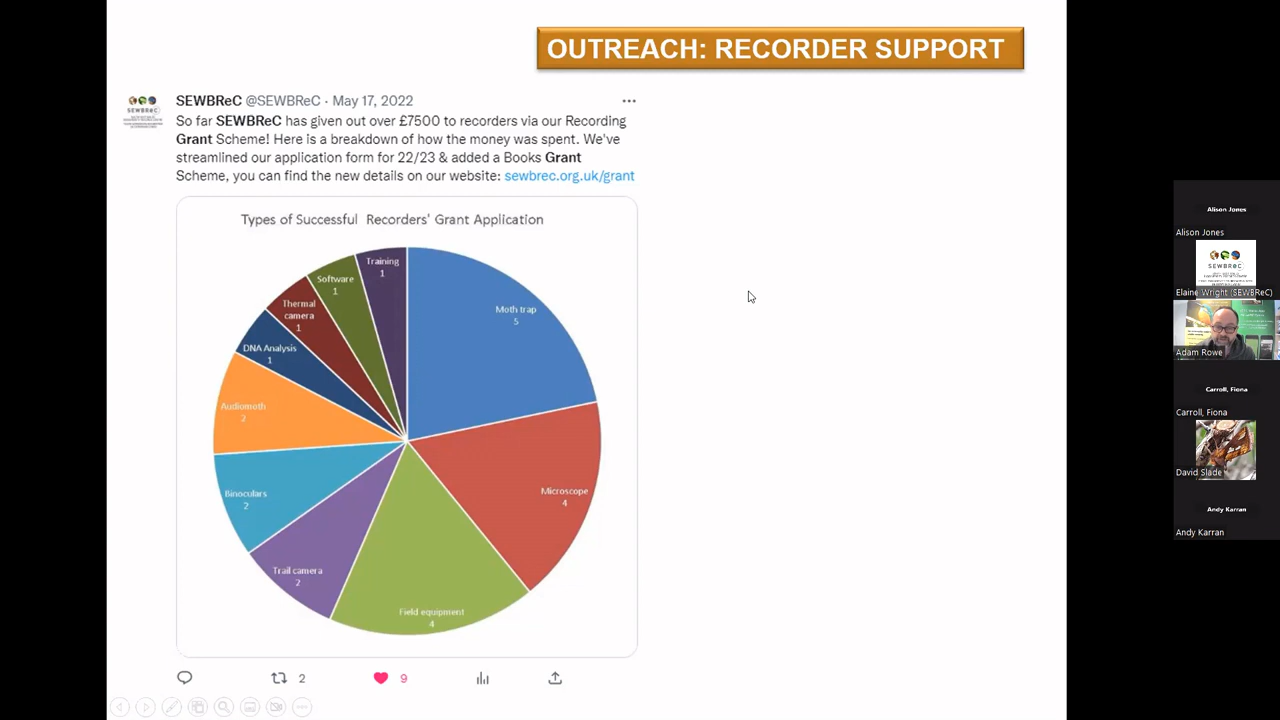 OUTREACH: RECORDER SUPPORT
SEWBReC @SEWBReC · May 17, 2022
So far SEWBReC has given out over £7500 to recorders via our Recording
Grant Scheme! Here is a breakdown of how the money was spent. We've
streamlined our application form for 22/23 & added a Books Grant
Scheme, you can find the new details on our website: sewbrec.org.uk/grant
Types of Successful Recorders' Grant Application
Training
1
Software
1
Thermal
camera
1
DNA Analysis
1
Audiomoth
2
Binoculars
2
Trail camera
2
Field equipment
4
Microscope
4
Moth trap
5
2
9
Alison Jones
Alison Jones
SEWBReC
Elaine Wright (SEWBReC)
Adam Rowe
Carroll, Fiona
Carroll, Fiona
David Slade
Andy Karran
Andy Karran